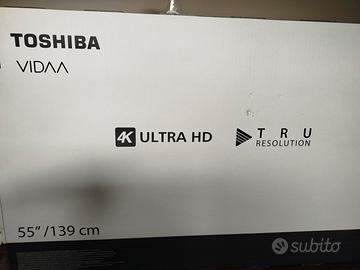 TOSHIBA
VIDAA
4K ULTRA HD
TRU
RESOLUTION
55"/139 cm
subito